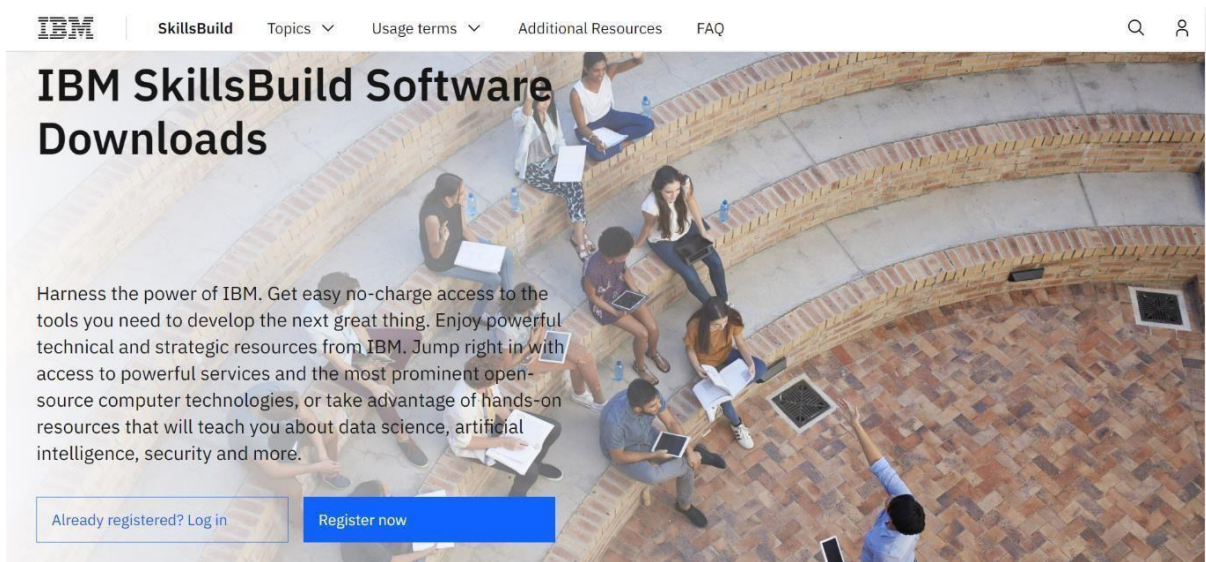 IBM SkillsBuild Topics Usage terms Additional Resources FAQ
IBM SkillsBuild Software
Downloads
Harness the power of IBM. Get easy no-charge access to the
tools you need to develop the next great thing. Enjoy powerful
technical and strategic resources from IBM. Jump right in with
access to powerful services and the most prominent open-
source computer technologies, or take advantage of hands-on
resources that will teach you about data science, artificial
intelligence, security and more.
Already registered? Log in Register now